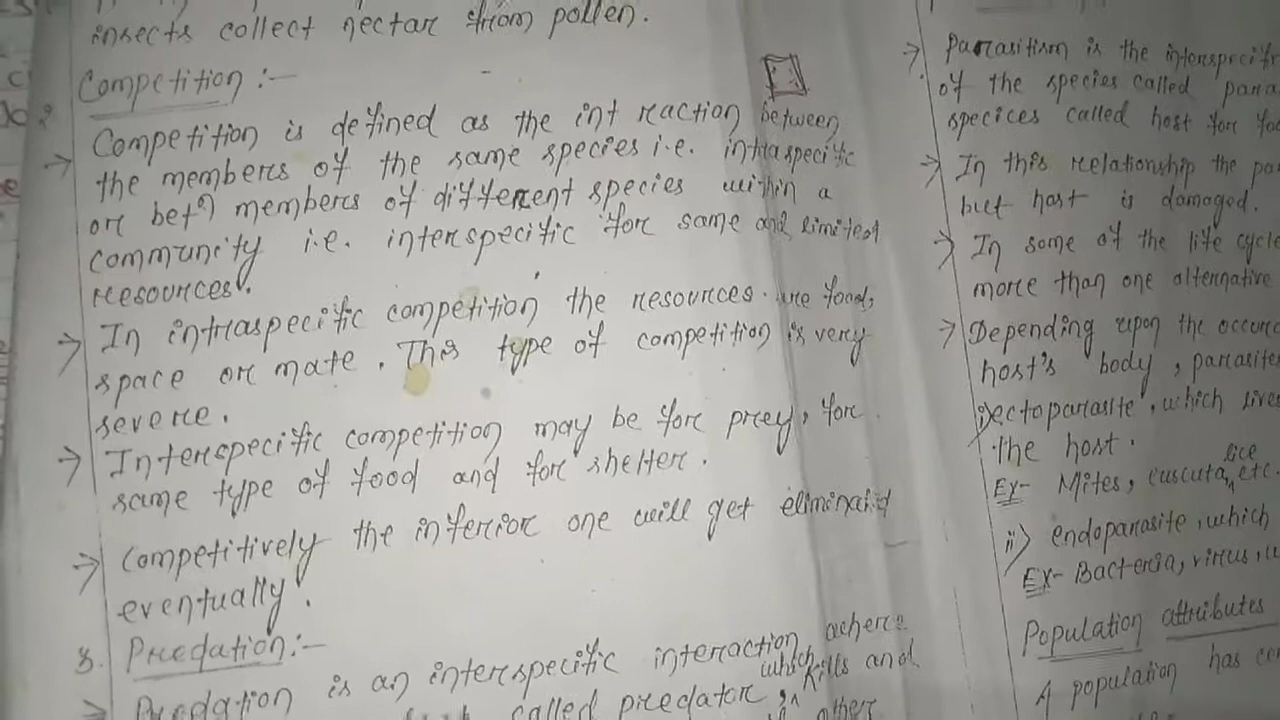 insects collect nectar from pollen.
Competition :-
→ Competition is defined as the intraction between
the members of the same species i.e. intraspecific
or betn members of different species within a
community i.e. interspecific for same and limited
resources.
→ In intraspecific competition the resources are food,
space or mate. This type of competition is very
severe.
→ Interspecific competition may be for prey, for
same type of food and for shelter.
→ Competitively the inferior one will get eliminated
eventually.
8. Predation:-
→ Predation is an interspecific interaction where
called predator, which kills and
other
→ Parasitism is the interspecific
of the species called para
specices called host for fo
→ In this relationship the pa
but host is damaged.
→ In some of the life cycle
more than one alternative
→ Depending upon the occure
host's body, parasite
i) ectoparasite, which lives
the host.
Ex- Mites, cuscuta, lice etc.
ii) endoparasite, which
Ex- Bacteria, virus,
Population attributes
A population has